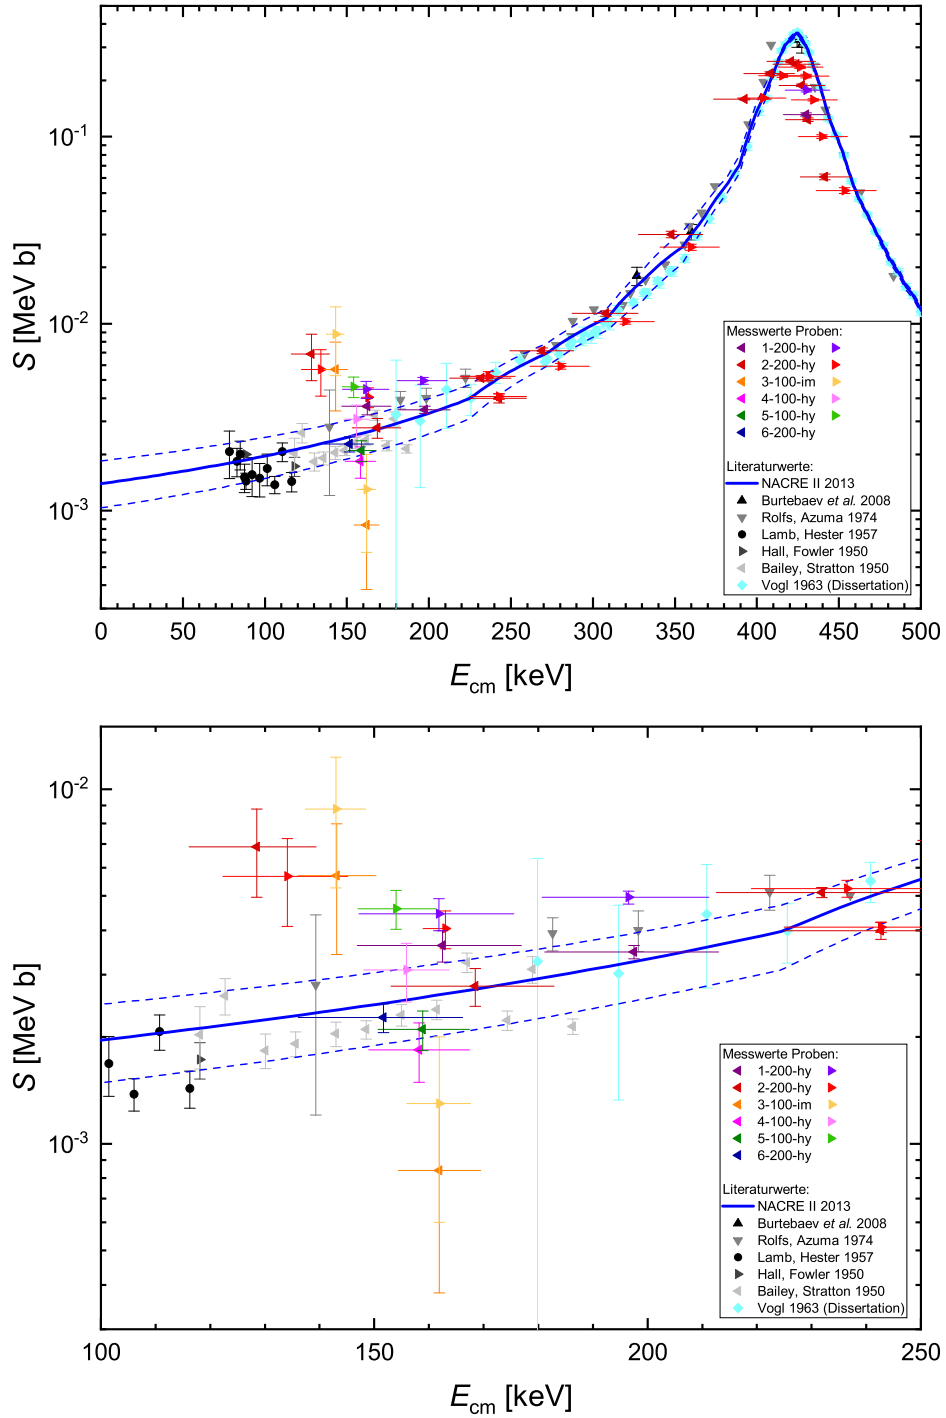 10⁻¹
10⁻²
10⁻³
S [MeV b]
0 50 100 150 200 250 300 350 400 450 500
E_cm [keV]
Messwerte Proben:
1-200-hy
2-200-hy
3-100-im
4-100-hy
5-100-hy
6-200-hy
Literaturwerte:
NACRE II 2013
Burtebaev et al. 2008
Rolfs, Azuma 1974
Lamb, Hester 1957
Hall, Fowler 1950
Bailey, Stratton 1950
Vogl 1963 (Dissertation)
10⁻²
10⁻³
S [MeV b]
100 150 200 250
E_cm [keV]
Messwerte Proben:
1-200-hy
2-200-hy
3-100-im
4-100-hy
5-100-hy
6-200-hy
Literaturwerte:
NACRE II 2013
Burtebaev et al. 2008
Rolfs, Azuma 1974
Lamb, Hester 1957
Hall, Fowler 1950
Bailey, Stratton 1950
Vogl 1963 (Dissertation)